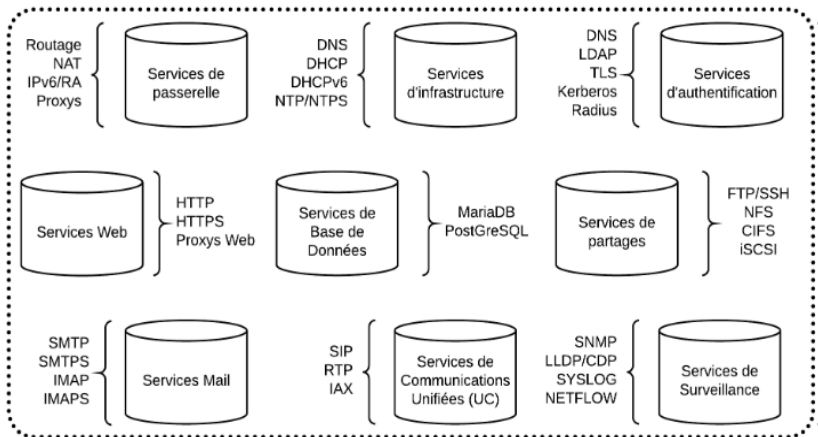 Routage
NAT
IPv6/RA
Proxys
Services de
passerelle
DNS
DHCP
DHCPv6
NTP/NTPS
Services
d'infrastructure
DNS
LDAP
TLS
Kerberos
Radius
Services
d'authentification
Services Web
HTTP
HTTPS
Proxys Web
Services de
Base de
Données
MariaDB
PostGreSQL
Services de
partages
FTP/SSH
NFS
CIFS
iSCSI
SMTP
SMTPS
IMAP
IMAPS
Services Mail
SIP
RTP
IAX
Services de
Communications
Unifiées (UC)
SNMP
LLDP/CDP
SYSLOG
NETFLOW
Services de
Surveillance